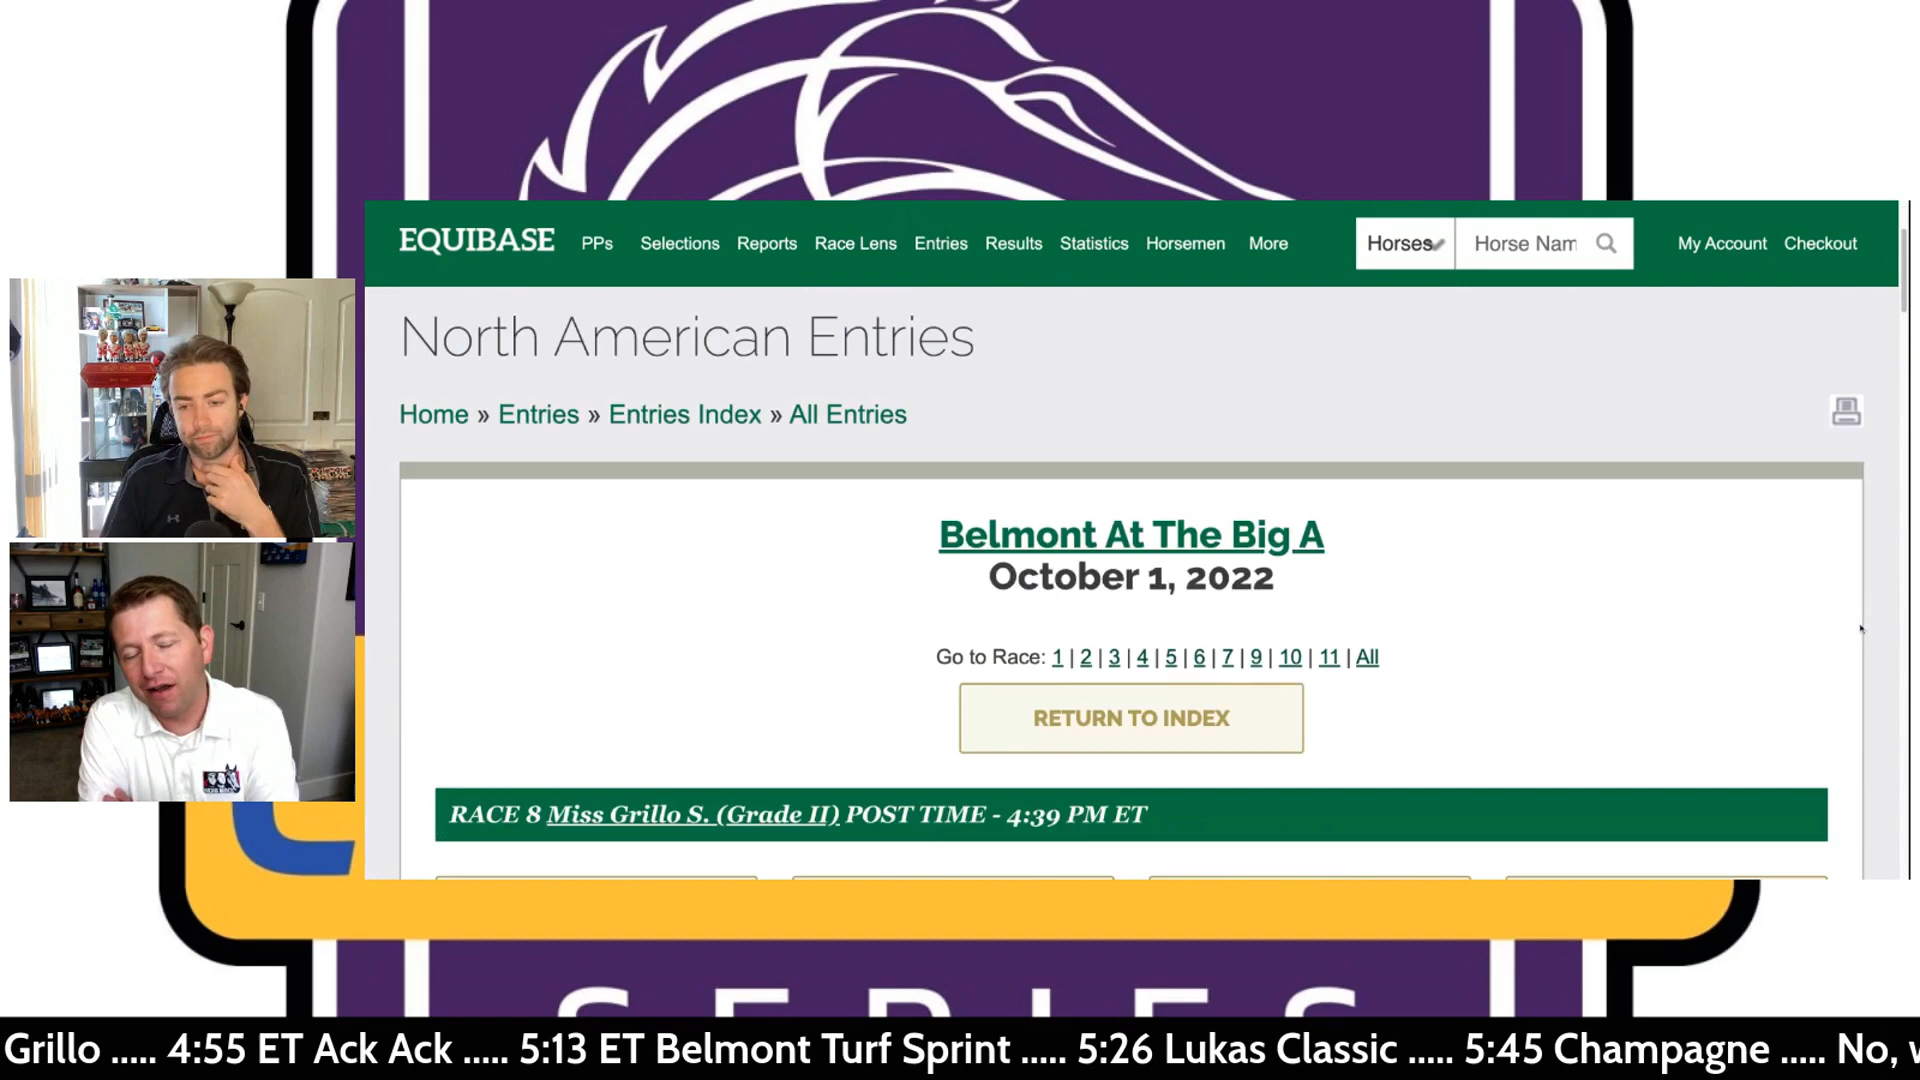 EQUIBASE PPs Selections Reports Race Lens Entries Results Statistics Horsemen More Horses Horse Nam My Account Checkout
North American Entries
Home » Entries » Entries Index » All Entries
Belmont At The Big A
October 1, 2022
Go to Race: 1 | 2 | 3 | 4 | 5 | 6 | 7 | 9 | 10 | 11 | All
RETURN TO INDEX
RACE 8 Miss Grillo S. (Grade II) POST TIME - 4:39 PM ET
SERIES
Grillo ..... 4:55 ET Ack Ack ..... 5:13 ET Belmont Turf Sprint ..... 5:26 Lukas Classic ..... 5:45 Champagne ..... No, w